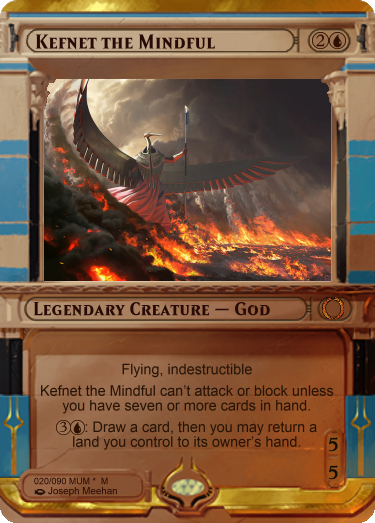 Kefnet the Mindful 2
Legendary Creature — God
Flying, indestructible
Kefnet the Mindful can't attack or block unless
you have seven or more cards in hand.
3: Draw a card, then you may return a
land you control to its owner's hand.
5
5
020/090 MUM * M
Joseph Meehan